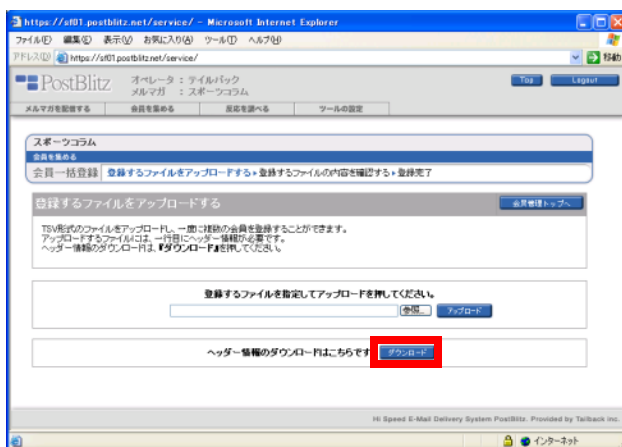 https://sf01.postblitz.net/service/ - Microsoft Internet Explorer
ファイル(F) 編集(E) 表示(V) お気に入り(A) ツール(T) ヘルプ(H)
アドレス(D) https://sf01.postblitz.net/service/ 移動
PostBlitz オペレータ : テイルバック Top Logout
メルマガ : スポーツコラム
メルマガを配信する 会員を集める 反応を調べる ツールの設定
スポーツコラム
会員を集める
会員一括登録 登録するファイルをアップロードする 登録するファイルの内容を確認する 登録完了
登録するファイルをアップロードする 会員管理トップへ
TSV形式のファイルをアップロードし、一度に複数の会員を登録することができます。
アップロードするファイルには、一行目にヘッダー情報が必要です。
ヘッダー情報のダウンロードは、『ダウンロード』を押してください。
登録するファイルを指定してアップロードを押してください。
参照... アップロード
ヘッダー情報のダウンロードはこちらです ダウンロード
Hi Speed E-Mail Delivery System PostBlitz. Provided by Tailback inc.
インターネット